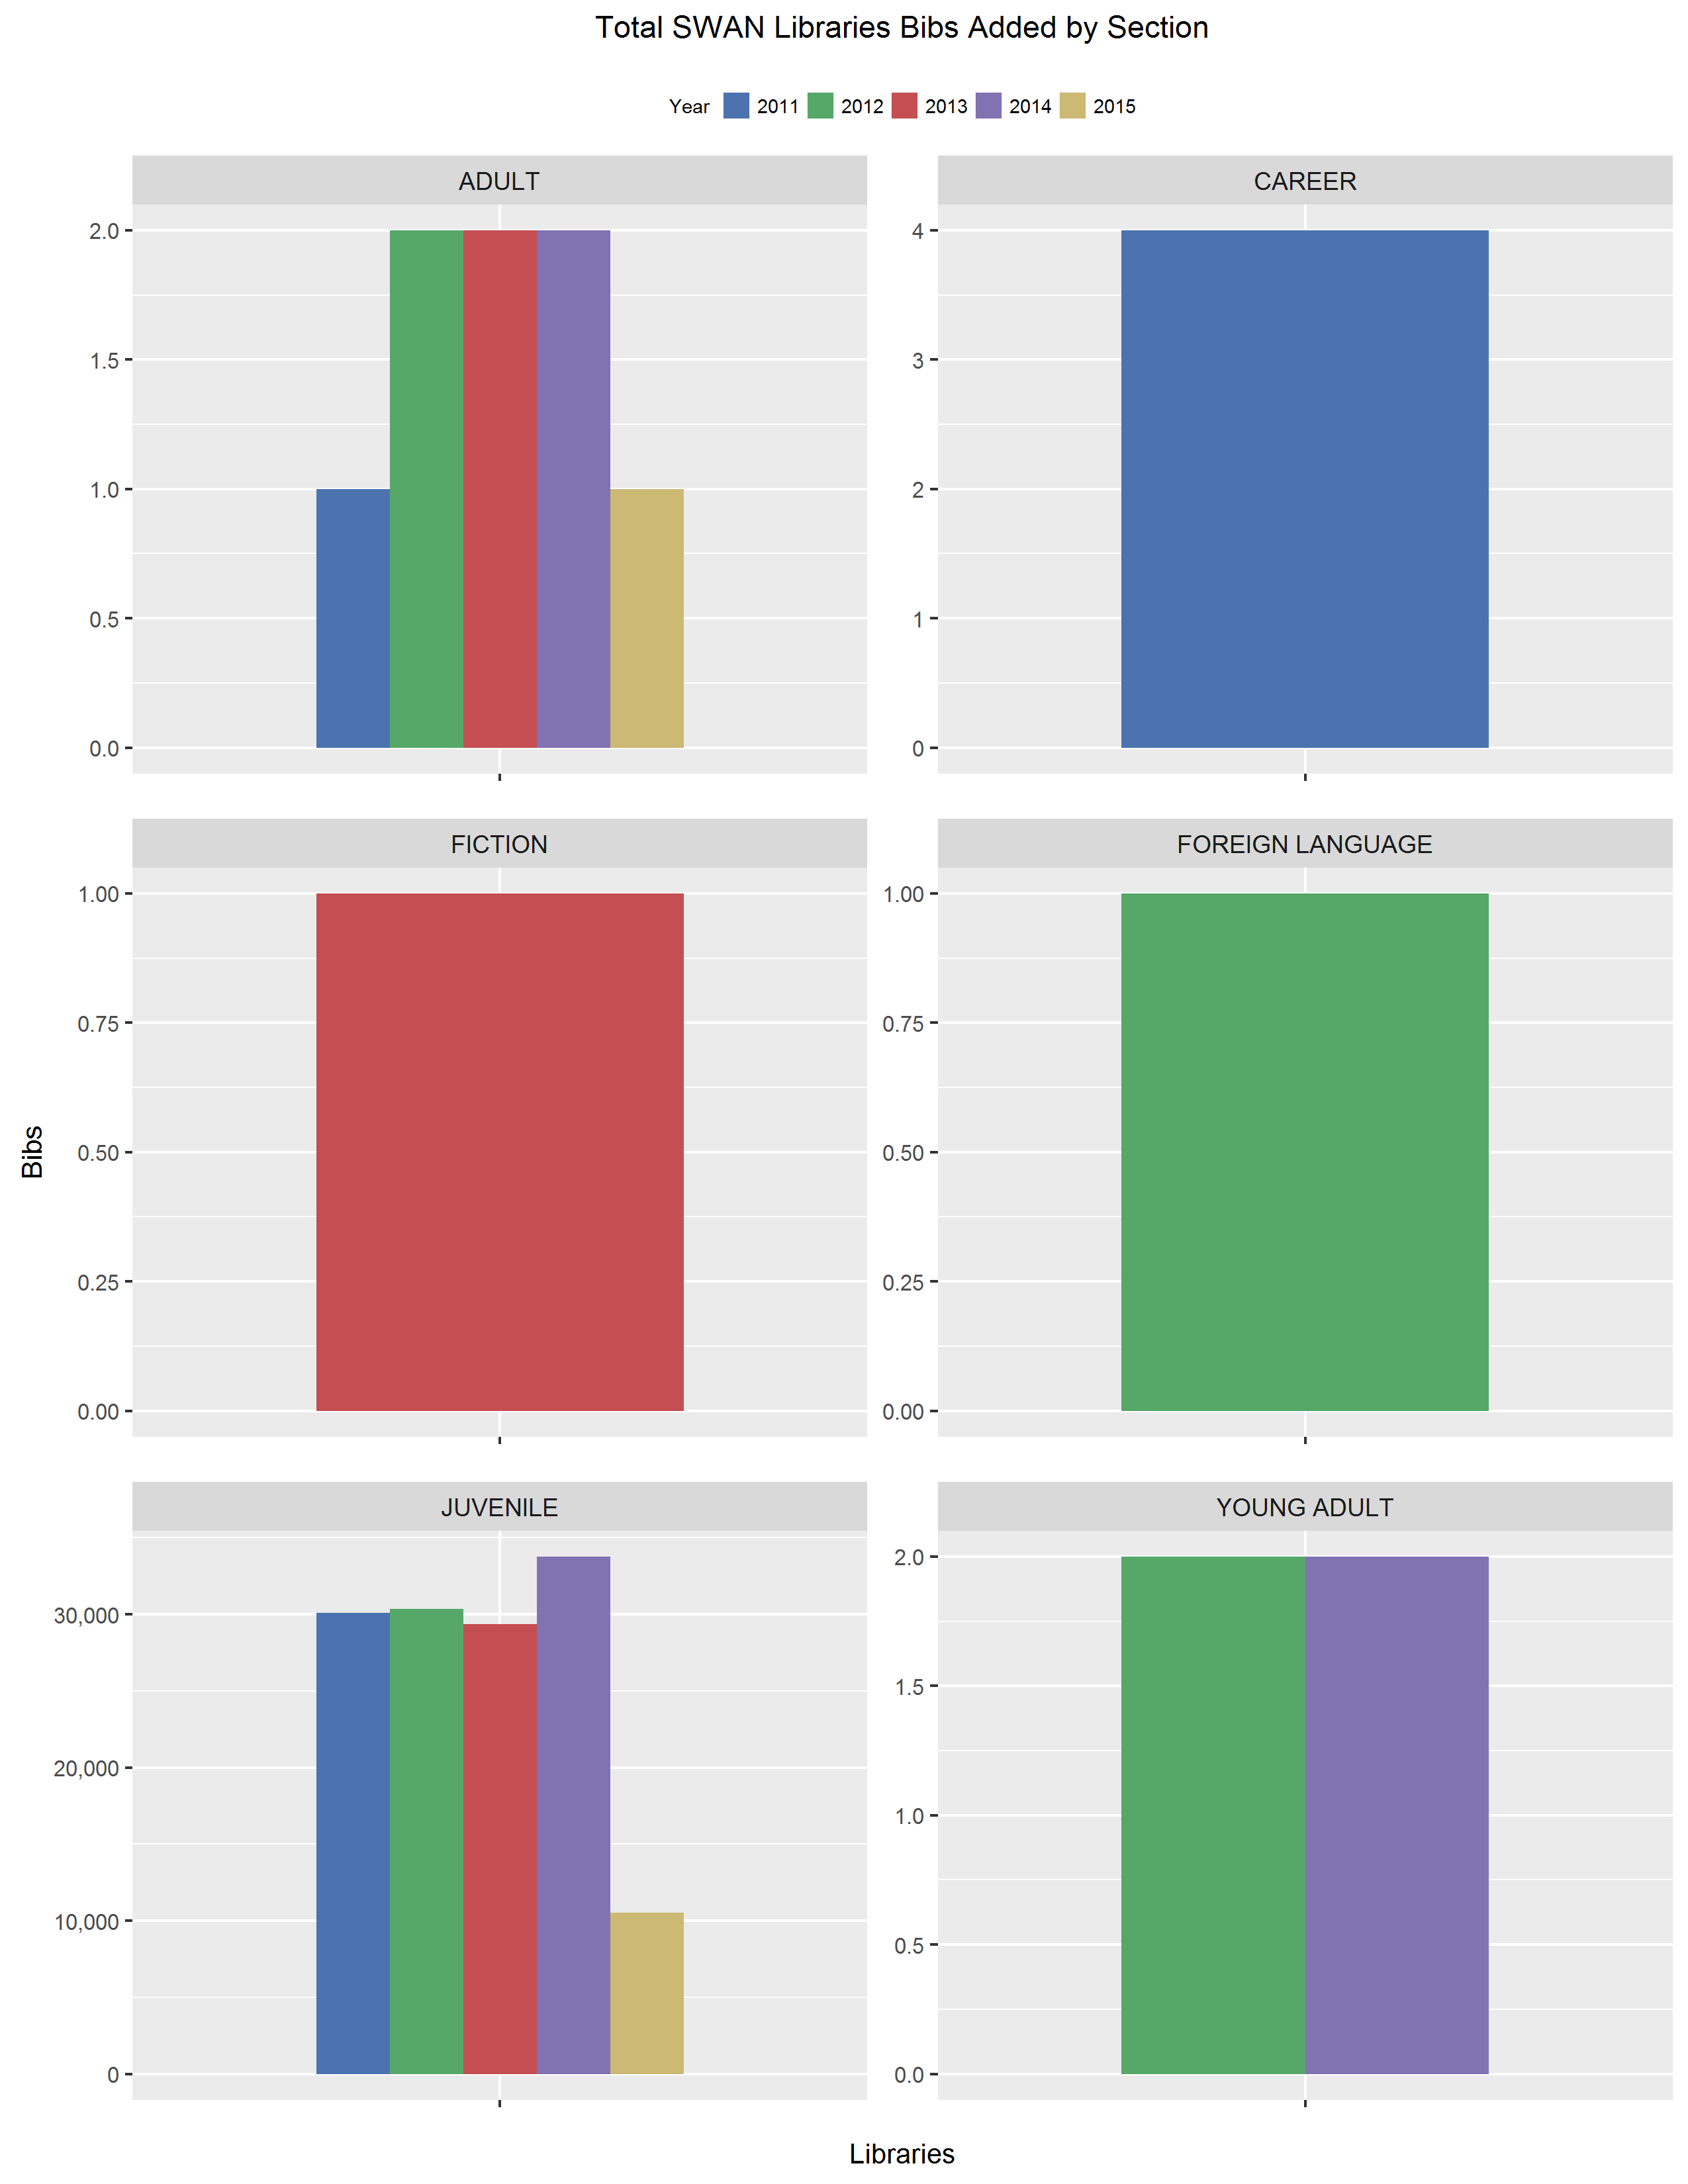 Total SWAN Libraries Bibs Added by Section
Year 2011 2012 2013 2014 2015
ADULT
2.0
1.5
1.0
0.5
0.0
CAREER
4
3
2
1
0
FICTION
1.00
0.75
0.50
0.25
0.00
FOREIGN LANGUAGE
1.00
0.75
0.50
0.25
0.00
Bibs
JUVENILE
30,000
20,000
10,000
0
YOUNG ADULT
2.0
1.5
1.0
0.5
0.0
Libraries